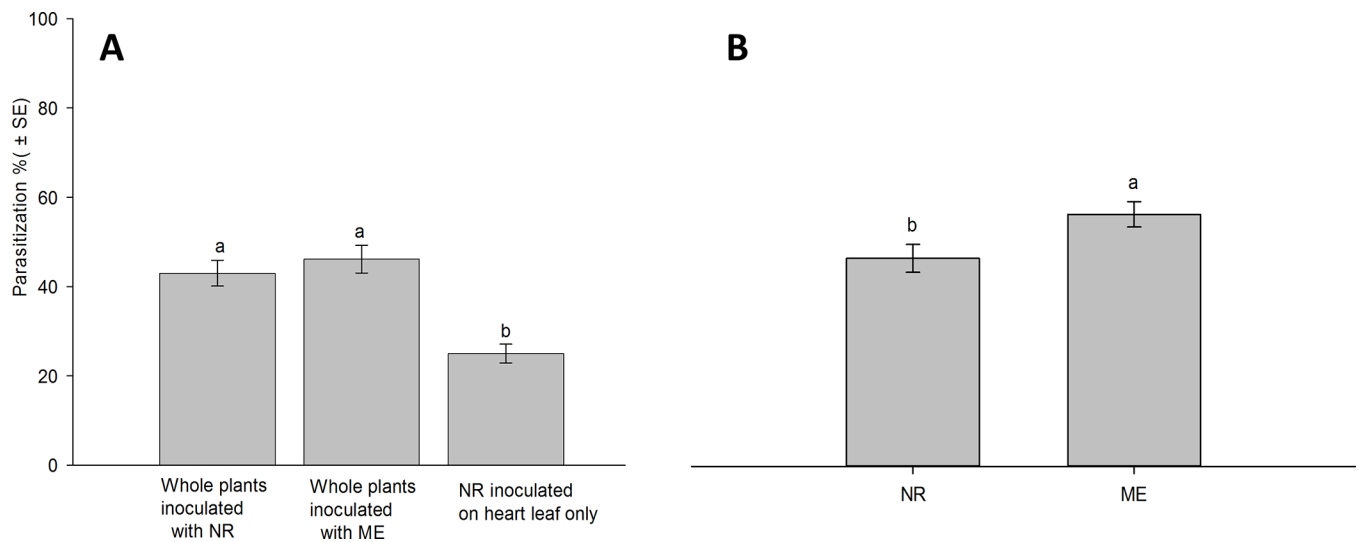 A
B
Parasitization %( ± SE)
100
80
60
40
20
0
a
a
b
b
a
Whole plants
inoculated
with NR
Whole plants
inoculated
with ME
NR inoculated
on heart leaf only
NR
ME